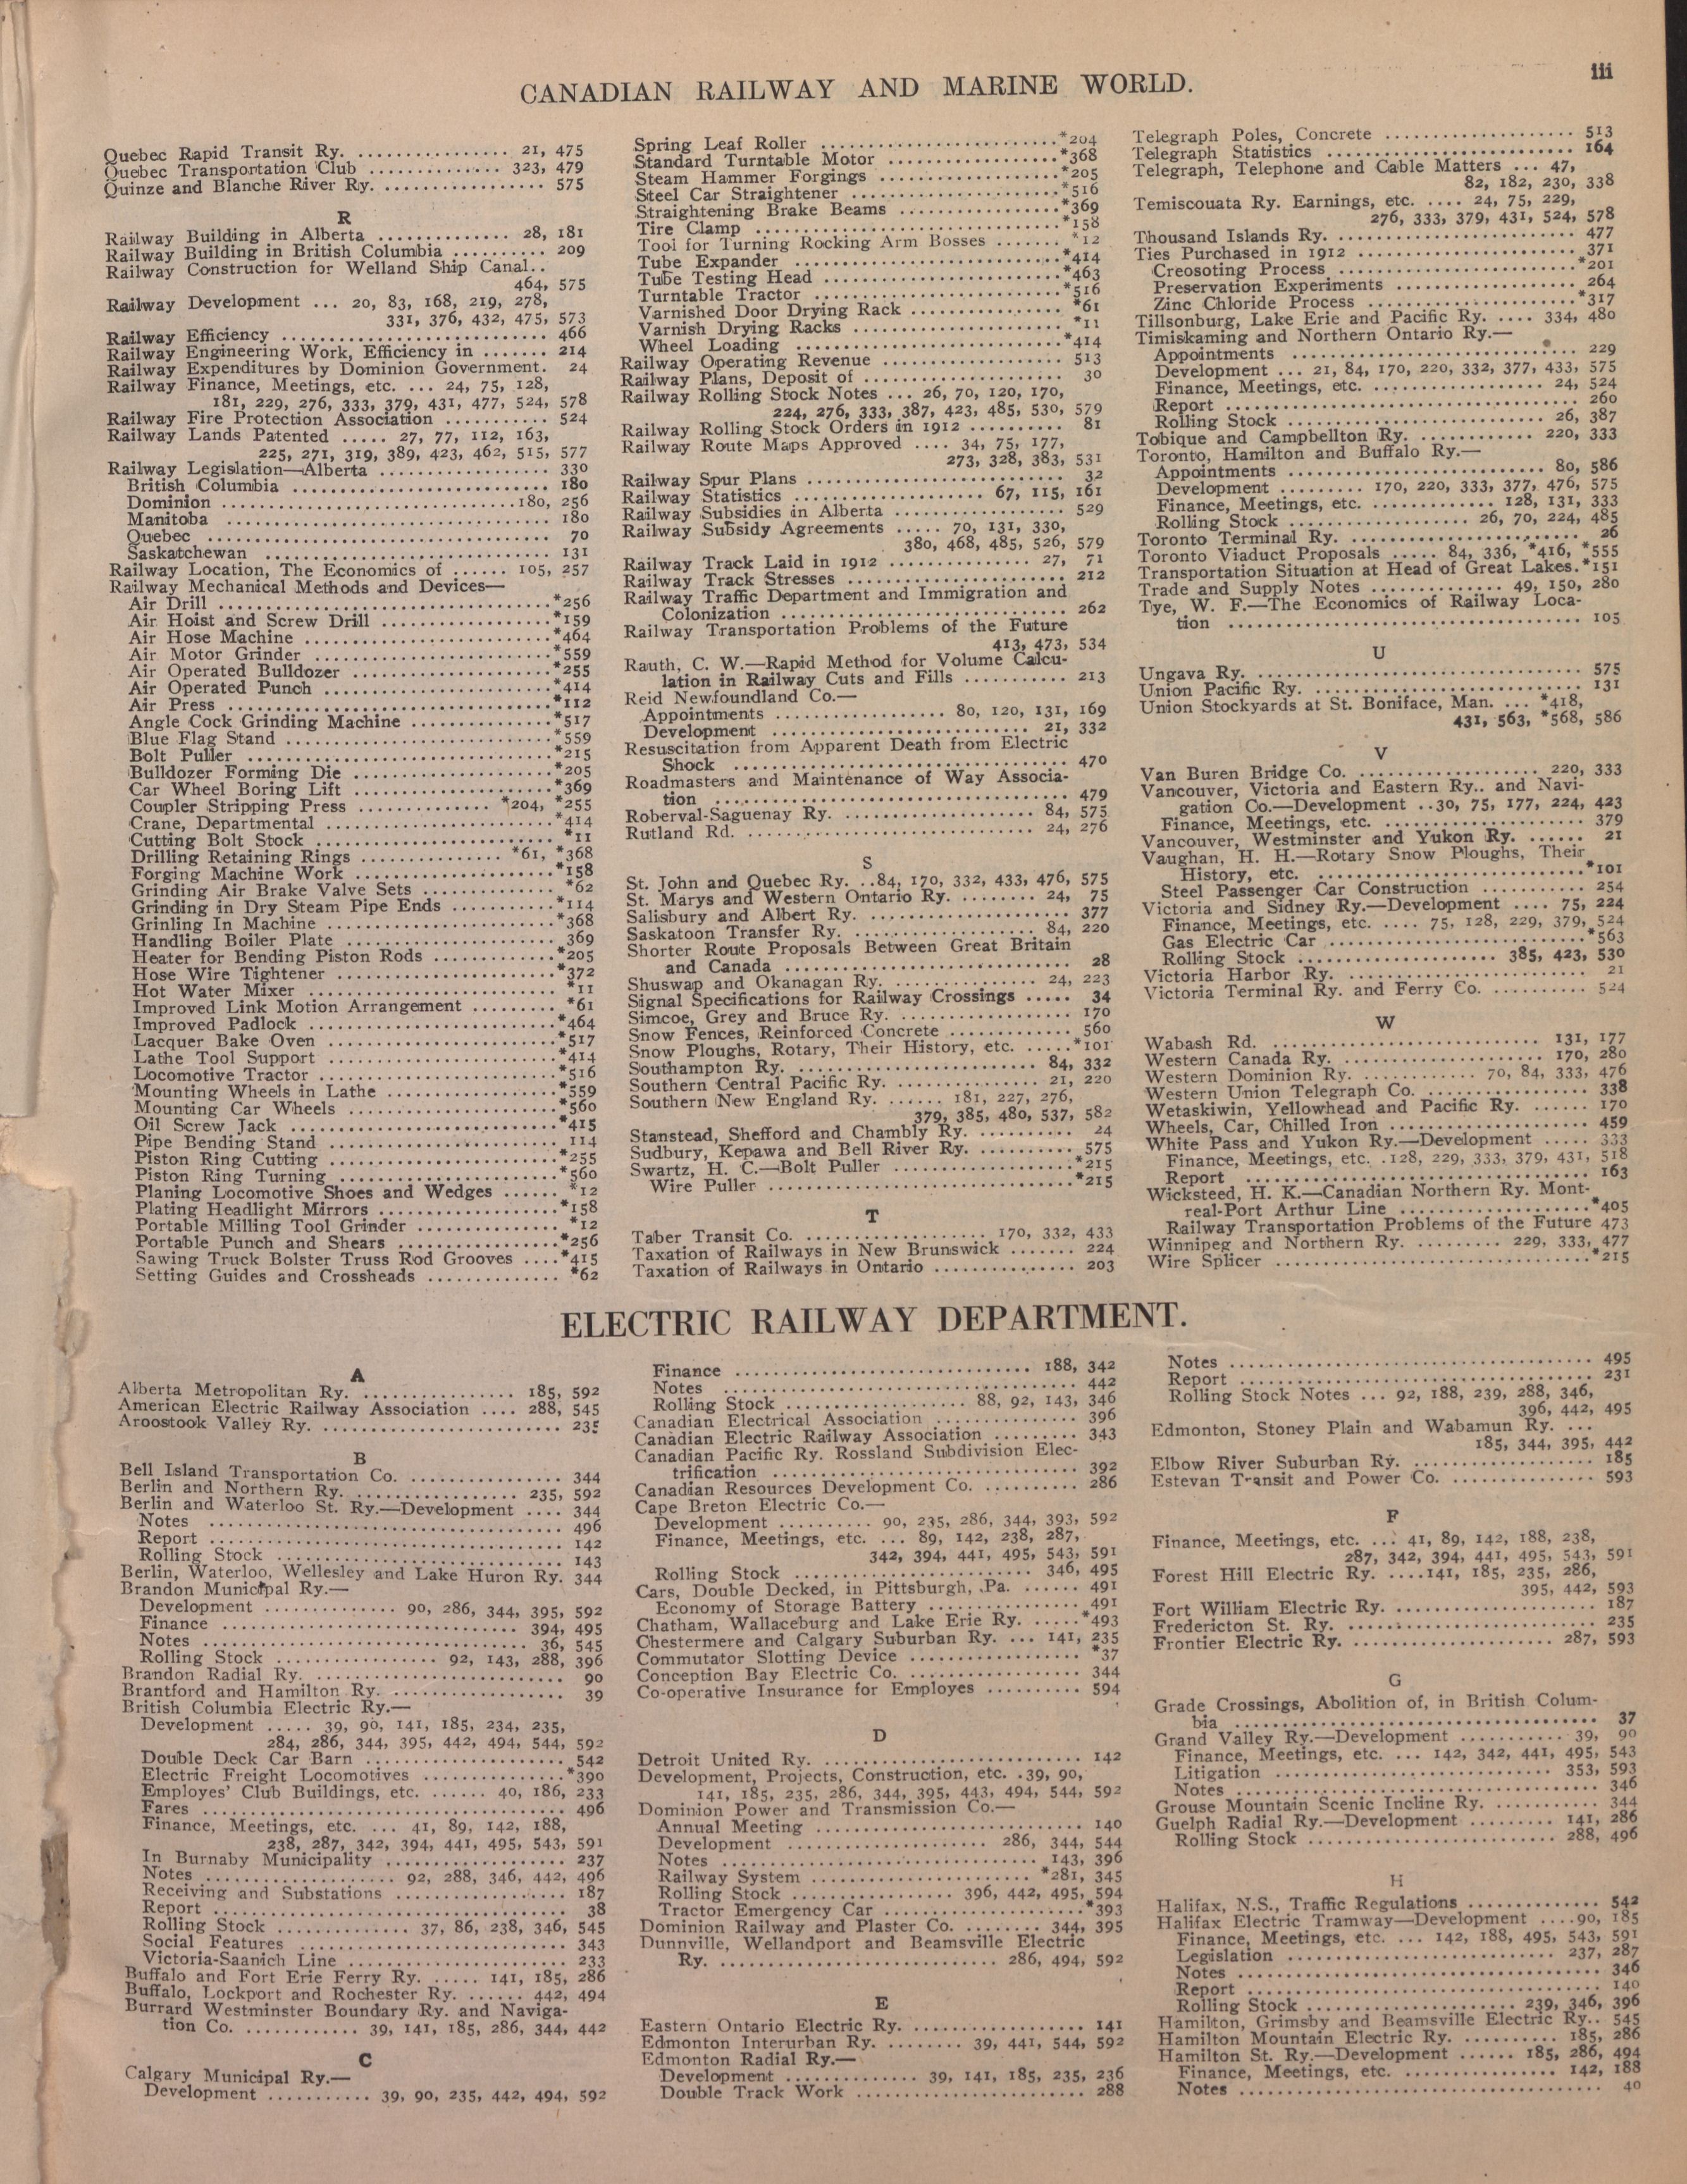 CANADIAN RAILWAY AND MARINE WORLD.
iii
Quebec Rapid Transit Ry. ................ 21, 475
Quebec Transportation Club ............. 323, 479
Quinze and Blanche River Ry. ................. 575
R
Railway Building in Alberta .............. 28, 181
Railway Building in British Columbia .......... 209
Railway Construction for Welland Ship Canal..
464, 575
Railway Development ... 20, 83, 168, 219, 278,
331, 376, 432, 475, 573
Railway Efficiency ............................ 466
Railway Engineering Work, Efficiency in ....... 214
Railway Expenditures by Dominion Government. 24
Railway Finance, Meetings, etc. ... 24, 75, 128,
181, 229, 276, 333, 379, 431, 477, 524, 578
Railway Fire Protection Association ........... 524
Railway Lands Patented ..... 27, 77, 112, 163,
225, 271, 319, 389, 423, 462, 515, 577
Railway Legislation—Alberta .................. 330
British Columbia ........................... 180
Dominion ................................180, 256
Manitoba .................................. 180
Quebec ..................................... 70
Saskatchewan .............................. 131
Railway Location, The Economics of ...... 105, 257
Railway Mechanical Methods and Devices—
Air Drill ....................................*256
Air Hoist and Screw Drill ....................*159
Air Hose Machine ...........................*464
Air Motor Grinder ..........................*559
Air Operated Bulldozer ......................*255
Air Operated Punch .........................*414
Air Press ...................................*112
Angle Cock Grinding Machine ...............*517
Blue Flag Stand .............................*559
Bolt Puller .................................*215
Bulldozer Forming Die ......................*205
Car Wheel Boring Lift .......................*369
Coupler Stripping Press .............. *204, *255
Crane, Departmental .........................*414
Cutting Bolt Stock .......................... *11
Drilling Retaining Rings ............... *61, *368
Forging Machine Work ......................*158
Grinding Air Brake Valve Sets .............. *62
Grinding in Dry Steam Pipe Ends ...........*114
Grinling In Machine .........................*368
Handling Boiler Plate ....................... 369
Heater for Bending Piston Rods .............*205
Hose Wire Tightener ........................*372
Hot Water Mixer ........................... *11
Improved Link Motion Arrangement ......... *61
Improved Padlock ..........................*464
Lacquer Bake Oven .........................*517
Lathe Tool Support .........................*414
Locomotive Tractor .........................*516
Mounting Wheels in Lathe ..................*559
Mounting Car Wheels ......................*560
Oil Screw Jack .............................*415
Pipe Bending Stand ........................ 114
Piston Ring Cutting ........................*255
Piston Ring Turning ........................*560
Planing Locomotive Shoes and Wedges ...... *12
Plating Headlight Mirrors ...................*158
Portable Milling Tool Grinder .............. *12
Portable Punch and Shears .................*256
Sawing Truck Bolster Truss Rod Grooves ....*415
Setting Guides and Crossheads .............. *62
Spring Leaf Roller ..........................*204
Standard Turntable Motor ...................*368
Steam Hammer Forgings ....................*205
Steel Car Straightener .......................*516
Straightening Brake Beams ..................*369
Tire Clamp .................................*158
Tool for Turning Rocking Arm Bosses ....... *12
Tube Expander .............................*414
Tube Testing Head .........................*463
Turntable Tractor ...........................*516
Varnished Door Drying Rack ................ *61
Varnish Drying Racks ...................... *11
Wheel Loading .............................*414
Railway Operating Revenue ................... 513
Railway Plans, Deposit of ...................... 30
Railway Rolling Stock Notes ... 26, 70, 120, 170,
224, 276, 333, 387, 423, 485, 530, 579
Railway Rolling Stock Orders in 1912 .......... 81
Railway Route Maps Approved .... 34, 75, 177,
273, 328, 383, 531
Railway Spur Plans ........................... 32
Railway Statistics .................... 67, 115, 161
Railway Subsidies in Alberta .................. 529
Railway Subsidy Agreements ..... 70, 131, 330,
380, 468, 485, 526, 579
Railway Track Laid in 1912 ............... 27, 71
Railway Track Stresses ....................... 212
Railway Traffic Department and Immigration and
Colonization ............................... 262
Railway Transportation Problems of the Future
413, 473, 534
Rauth, C. W.—Rapid Method for Volume Calcu-
lation in Railway Cuts and Fills ........... 213
Reid Newfoundland Co.—
Appointments .................. 80, 120, 131, 169
Development ........................... 21, 332
Resuscitation from Apparent Death from Electric
Shock ..................................... 470
Roadmasters and Maintenance of Way Associa-
tion ....................................... 479
Roberval-Saguenay Ry. ..................... 84, 575
Rutland Rd. .............................. 24, 276
S
St. John and Quebec Ry. ..84, 170, 332, 433, 476, 575
St. Marys and Western Ontario Ry. ........ 24, 75
Salisbury and Albert Ry. ..................... 377
Saskatoon Transfer Ry. ................... 84, 220
Shorter Route Proposals Between Great Britain
and Canada ............................... 28
Shuswap and Okanagan Ry. ............... 24, 223
Signal Specifications for Railway Crossings ..... 34
Simcoe, Grey and Bruce Ry. .................. 170
Snow Fences, Reinforced Concrete ............. 560
Snow Ploughs, Rotary, Their History, etc. .....*101
Southampton Ry. ......................... 84, 332
Southern Central Pacific Ry. ............... 21, 220
Southern New England Ry. ...... 181, 227, 276,
379, 385, 480, 537, 582
Stanstead, Shefford and Chambly Ry. .......... 24
Sudbury, Kepawa and Bell River Ry. .......... 575
Swartz, H. C.—Bolt Puller ...................*215
Wire Puller ................................*215
T
Taber Transit Co. ................... 170, 332, 433
Taxation of Railways in New Brunswick ....... 224
Taxation of Railways in Ontario ............... 203
Telegraph Poles, Concrete .................... 513
Telegraph Statistics .......................... 164
Telegraph, Telephone and Cable Matters ... 47,
82, 182, 230, 338
Temiscouata Ry. Earnings, etc. .... 24, 75, 229,
276, 333, 379, 431, 524, 578
Thousand Islands Ry. ......................... 477
Ties Purchased in 1912 ....................... 371
Creosoting Process ..........................*201
Preservation Experiments ................... 264
Zinc Chloride Process .......................*317
Tillsonburg, Lake Erie and Pacific Ry. .... 334, 480
Timiskaming and Northern Ontario Ry.—
Appointments .............................. 229
Development ... 21, 84, 170, 220, 332, 377, 433, 575
Finance, Meetings, etc. .................. 24, 524
Report ..................................... 260
Rolling Stock ............................ 26, 387
Tobique and Campbellton Ry. ............ 220, 333
Toronto, Hamilton and Buffalo Ry.—
Appointments ............................ 80, 586
Development ......... 170, 220, 333, 377, 476, 575
Finance, Meetings, etc. ............. 128, 131, 333
Rolling Stock ................... 26, 70, 224, 485
Toronto Terminal Ry. ......................... 26
Toronto Viaduct Proposals ..... 84, 336, *416, *555
Transportation Situation at Head of Great Lakes.*151
Trade and Supply Notes .............. 49, 150, 280
Tye, W. F.—The Economics of Railway Loca-
tion ....................................... 105
U
Ungava Ry. ................................... 575
Union Pacific Ry. ............................. 131
Union Stockyards at St. Boniface, Man. ... *418,
431, 563, *568, 586
V
Van Buren Bridge Co. ................... 220, 333
Vancouver, Victoria and Eastern Ry.. and Navi-
gation Co.—Development ..30, 75, 177, 224, 423
Finance, Meetings, etc. ..................... 379
Vancouver, Westminster and Yukon Ry. ...... 21
Vaughan, H. H.—Rotary Snow Ploughs, Their
History, etc. ..............................*101
Steel Passenger Car Construction ........... 254
Victoria and Sidney Ry.—Development .... 75, 224
Finance, Meetings, etc. .... 75, 128, 229, 379, 524
Gas Electric Car ...........................*563
Rolling Stock ..................... 385, 423, 530
Victoria Harbor Ry. .......................... 21
Victoria Terminal Ry. and Ferry Co. .......... 524
W
Wabash Rd. ............................. 131, 177
Western Canada Ry. ..................... 170, 280
Western Dominion Ry. ............ 70, 84, 333, 476
Western Union Telegraph Co. ................. 338
Wetaskiwin, Yellowhead and Pacific Ry. ...... 170
Wheels, Car, Chilled Iron ..................... 459
White Pass and Yukon Ry.—Development ..... 333
Finance, Meetings, etc. .128, 229, 333, 379, 431, 518
Report ..................................... 163
Wicksteed, H. K.—Canadian Northern Ry. Mont-
real-Port Arthur Line .....................*405
Railway Transportation Problems of the Future 473
Winnipeg and Northern Ry. ......... 229, 333, 477
Wire Splicer .................................*215
ELECTRIC RAILWAY DEPARTMENT.
A
Alberta Metropolitan Ry. ................ 185, 592
American Electric Railway Association .... 288, 545
Aroostook Valley Ry. ......................... 235
B
Bell Island Transportation Co. ................ 344
Berlin and Northern Ry. ................. 235, 592
Berlin and Waterloo St. Ry.—Development .... 344
Notes ...................................... 496
Report ..................................... 142
Rolling Stock .............................. 143
Berlin, Waterloo, Wellesley and Lake Huron Ry. 344
Brandon Municipal Ry.—
Development .............. 90, 286, 344, 395, 592
Finance ................................ 394, 495
Notes ................................... 36, 545
Rolling Stock ................. 92, 143, 288, 396
Brandon Radial Ry. ........................... 90
Brantford and Hamilton Ry. ................... 39
British Columbia Electric Ry.—
Development ..... 39, 90, 141, 185, 234, 235,
284, 286, 344, 395, 442, 494, 544, 592
Double Deck Car Barn ..................... 542
Electric Freight Locomotives ...............*390
Employes' Club Buildings, etc. ...... 40, 186, 233
Fares ...................................... 496
Finance, Meetings, etc. ... 41, 89, 142, 188,
238, 287, 342, 394, 441, 495, 543, 591
In Burnaby Municipality .................... 237
Notes .................... 92, 288, 346, 442, 496
Receiving and Substations .................. 187
Report ..................................... 38
Rolling Stock .............. 37, 86, 238, 346, 545
Social Features ............................ 343
Victoria-Saanich Line ....................... 233
Buffalo and Fort Erie Ferry Ry. ..... 141, 185, 286
Buffalo, Lockport and Rochester Ry. ...... 442, 494
Burrard Westminster Boundary Ry. and Naviga-
tion Co. ............ 39, 141, 185, 286, 344, 442
C
Calgary Municipal Ry.—
Development ........... 39, 90, 235, 442, 494, 592
Finance ............................... 188, 342
Notes ...................................... 442
Rolling Stock ................... 88, 92, 143, 346
Canadian Electrical Association ................ 396
Canadian Electric Railway Association ......... 343
Canadian Pacific Ry. Rossland Subdivision Elec-
trification ................................. 392
Canadian Resources Development Co. .......... 286
Cape Breton Electric Co.—
Development .......... 90, 235, 286, 344, 393, 592
Finance, Meetings, etc. ... 89, 142, 238, 287,
342, 394, 441, 495, 543, 591
Rolling Stock .......................... 346, 495
Cars, Double Decked, in Pittsburgh, Pa. ...... 491
Economy of Storage Battery ................. 491
Chatham, Wallaceburg and Lake Erie Ry. .....*493
Chestermere and Calgary Suburban Ry. ... 141, 235
Commutator Slotting Device .................. *37
Conception Bay Electric Co. .................. 344
Co-operative Insurance for Employes .......... 594
D
Detroit United Ry. ........................... 142
Development, Projects, Construction, etc. .39, 90,
141, 185, 235, 286, 344, 395, 443, 494, 544, 592
Dominion Power and Transmission Co.—
Annual Meeting ............................ 140
Development ..................... 286, 344, 544
Notes .................................. 143, 396
Railway System ........................ *281, 345
Rolling Stock .............. 396, 442, 495, 594
Tractor Emergency Car ......................*393
Dominion Railway and Plaster Co. ........ 344, 395
Dunnville, Wellandport and Beamsville Electric
Ry. ............................. 286, 494, 592
E
Eastern Ontario Electric Ry. .................. 141
Edmonton Interurban Ry. ........ 39, 441, 544, 592
Edmonton Radial Ry.—
Development .............. 39, 141, 185, 235, 236
Double Track Work ........................ 288
Notes ...................................... 495
Report ..................................... 231
Rolling Stock Notes ... 92, 188, 239, 288, 346,
396, 442, 495
Edmonton, Stoney Plain and Wabamun Ry. ...
185, 344, 395, 442
Elbow River Suburban Ry. ................... 185
Estevan Transit and Power Co. ............... 593
F
Finance, Meetings, etc. ... 41, 89, 142, 188, 238,
287, 342, 394, 441, 495, 543, 591
Forest Hill Electric Ry. ....141, 185, 235, 286,
395, 442, 593
Fort William Electric Ry. ..................... 187
Fredericton St. Ry. ........................... 235
Frontier Electric Ry. ..................... 287, 593
G
Grade Crossings, Abolition of, in British Colum-
bia ........................................ 37
Grand Valley Ry.—Development ........... 39, 90
Finance, Meetings, etc. ... 142, 342, 441, 495, 543
Litigation ............................. 353, 593
Notes ...................................... 346
Grouse Mountain Scenic Incline Ry. ........... 344
Guelph Radial Ry.—Development ......... 141, 286
Rolling Stock .......................... 288, 496
H
Halifax, N.S., Traffic Regulations .............. 542
Halifax Electric Tramway—Development ....90, 185
Finance, Meetings, etc. ... 142, 188, 495, 543, 591
Legislation ............................ 237, 287
Notes ...................................... 346
Report ..................................... 140
Rolling Stock ...................... 239, 346, 396
Hamilton, Grimsby and Beamsville Electric Ry.. 545
Hamilton Mountain Electric Ry. .......... 185, 286
Hamilton St. Ry.—Development ...... 185, 286, 494
Finance, Meetings, etc. ................ 142, 188
Notes ...................................... 40